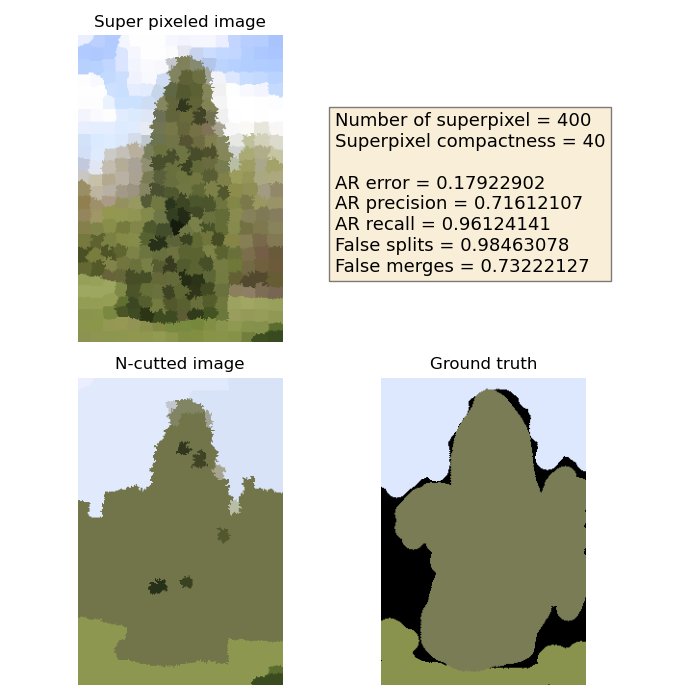 Super pixeled image
Number of superpixel = 400
Superpixel compactness = 40
AR error = 0.17922902
AR precision = 0.71612107
AR recall = 0.96124141
False splits = 0.98463078
False merges = 0.73222127
N-cutted image
Ground truth